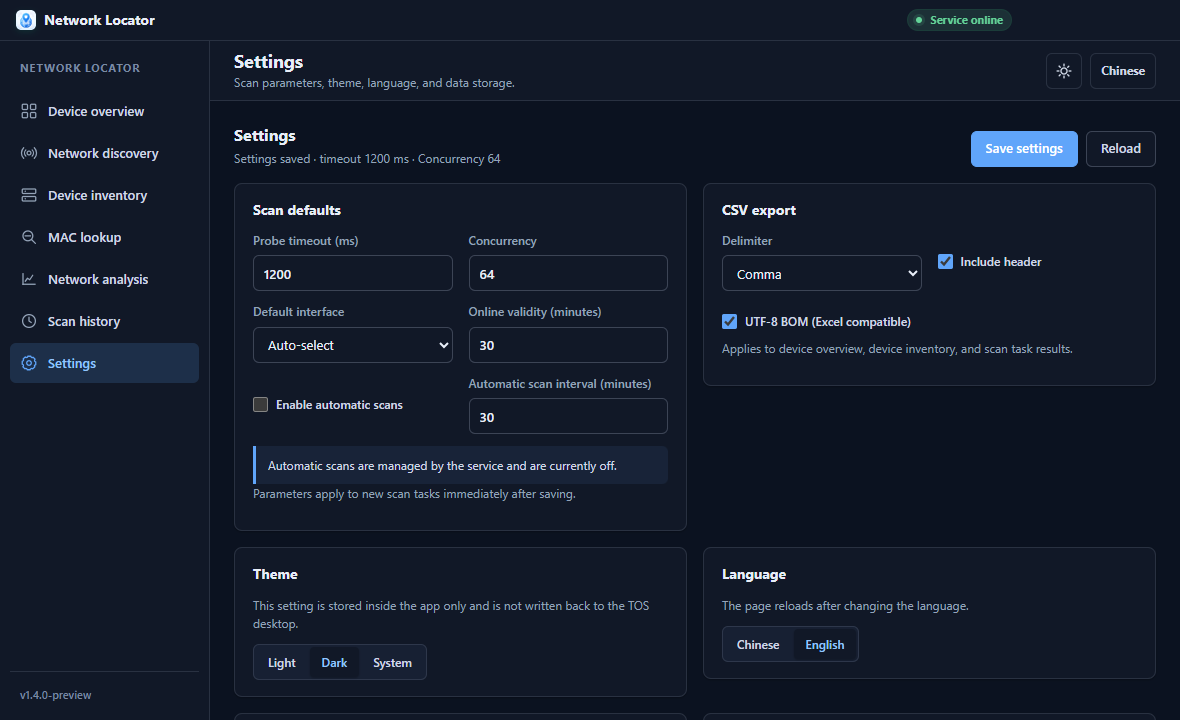 Network Locator
Service online
NETWORK LOCATOR
Device overview
Network discovery
Device inventory
MAC lookup
Network analysis
Scan history
Settings
v1.4.0-preview
Settings
Scan parameters, theme, language, and data storage.
Chinese
Settings
Settings saved · timeout 1200 ms · Concurrency 64
Save settings
Reload
Scan defaults
Probe timeout (ms)
Concurrency
1200
64
Default interface
Online validity (minutes)
Auto-select
30
Automatic scan interval (minutes)
Enable automatic scans
30
Automatic scans are managed by the service and are currently off.
Parameters apply to new scan tasks immediately after saving.
CSV export
Delimiter
Comma
Include header
UTF-8 BOM (Excel compatible)
Applies to device overview, device inventory, and scan task results.
Theme
This setting is stored inside the app only and is not written back to the TOS
desktop.
Light
Dark
System
Language
The page reloads after changing the language.
Chinese
English